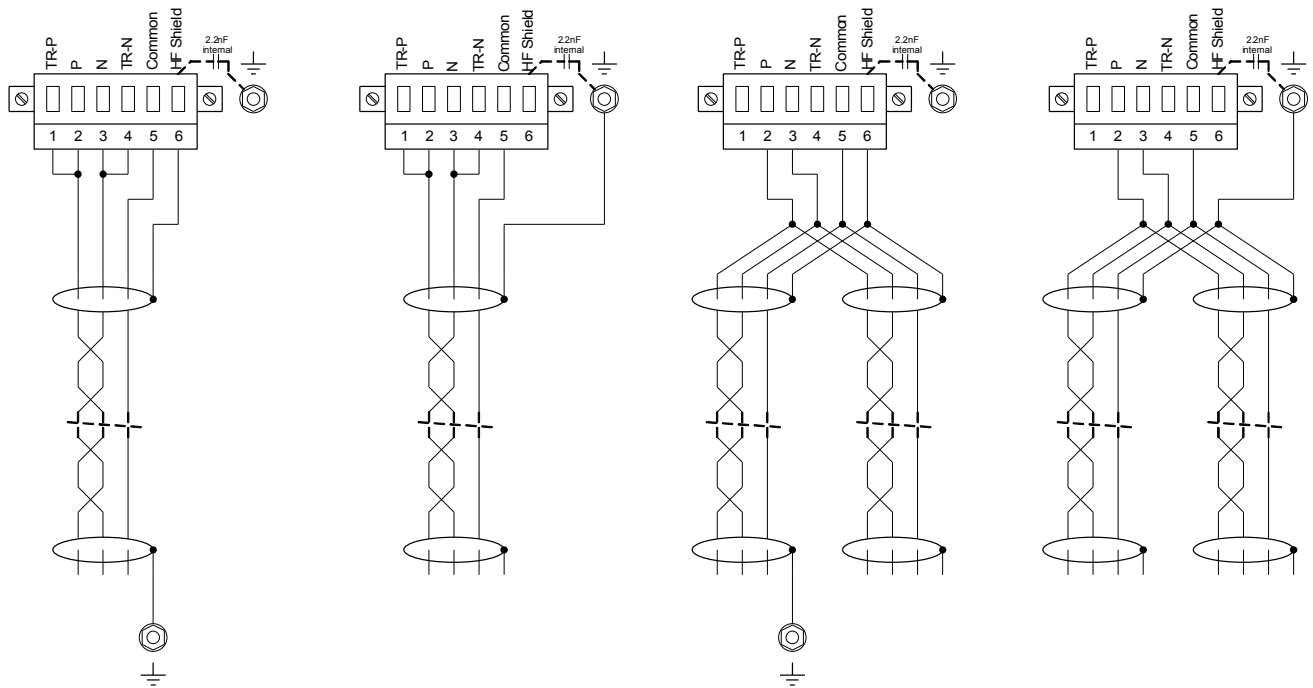 TR-P
P
N
TR-N
Common
HF Shield
2.2nF
internal
1 2 3 4 5 6
TR-P
P
N
TR-N
Common
HF Shield
2.2nF
internal
1 2 3 4 5 6
TR-P
P
N
TR-N
Common
HF Shield
2.2nF
internal
1 2 3 4 5 6
TR-P
P
N
TR-N
Common
HF Shield
2.2nF
internal
1 2 3 4 5 6